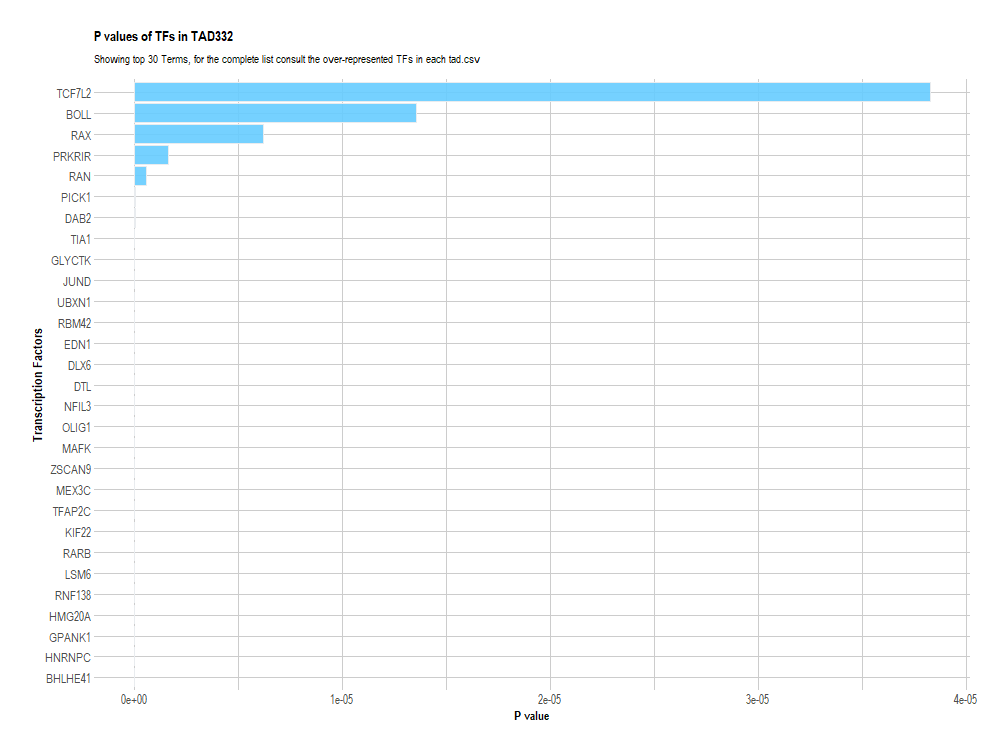 P values of TFs in TAD332
Showing top 30 Terms, for the complete list consult the over-represented TFs in each tad.csv
Transcription Factors
TCF7L2
BOLL
RAX
PRKRIR
RAN
PICK1
DAB2
TIA1
GLYCTK
JUND
UBXN1
RBM42
EDN1
DLX6
DTL
NFIL3
OLIG1
MAFK
ZSCAN9
MEX3C
TFAP2C
KIF22
RARB
LSM6
RNF138
HMG20A
GPANK1
HNRNPC
BHLHE41
0e+00 1e-05 2e-05 3e-05 4e-05
P value